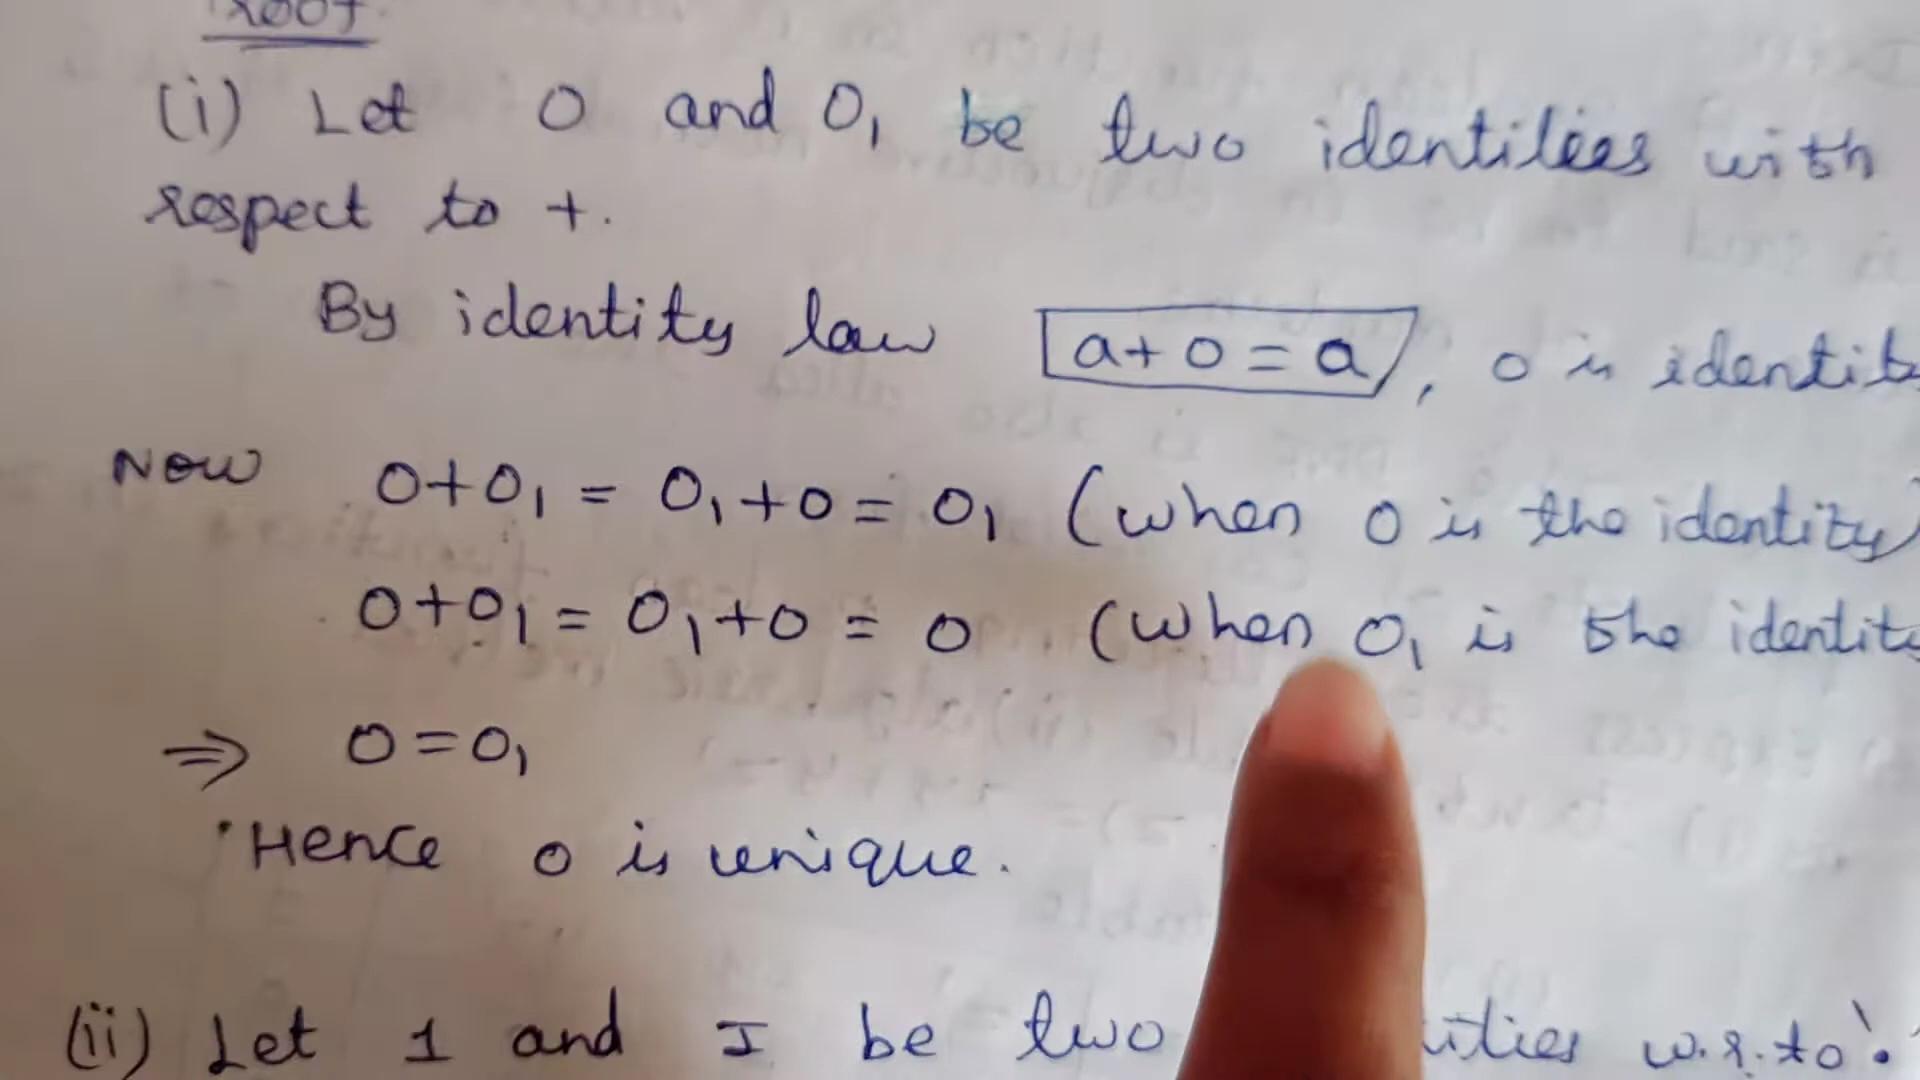 (i) Let 0 and 0₁ be two identities with
respect to +.
By identity law a+0=a, 0 is
Now 0+0₁ = 0₁+0 = 0₁ (when 0 is the identity)
0+0₁ = 0₁+0 = 0 (when 0₁ is the
⇒ 0=0₁
Hence 0 is unique.
(ii) Let 1 and I be two w.r.to '.'